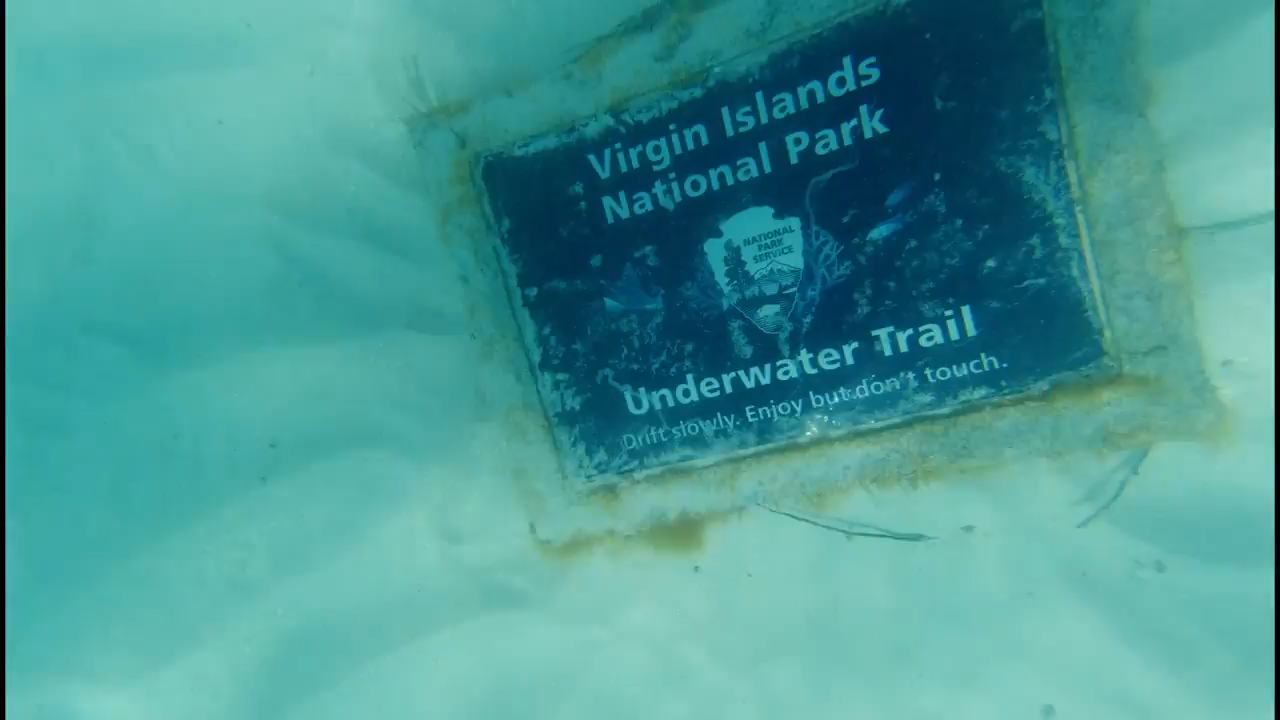 Virgin Islands
National Park
NATIONAL
PARK
SERVICE
Underwater Trail
Drift slowly. Enjoy but don't touch.